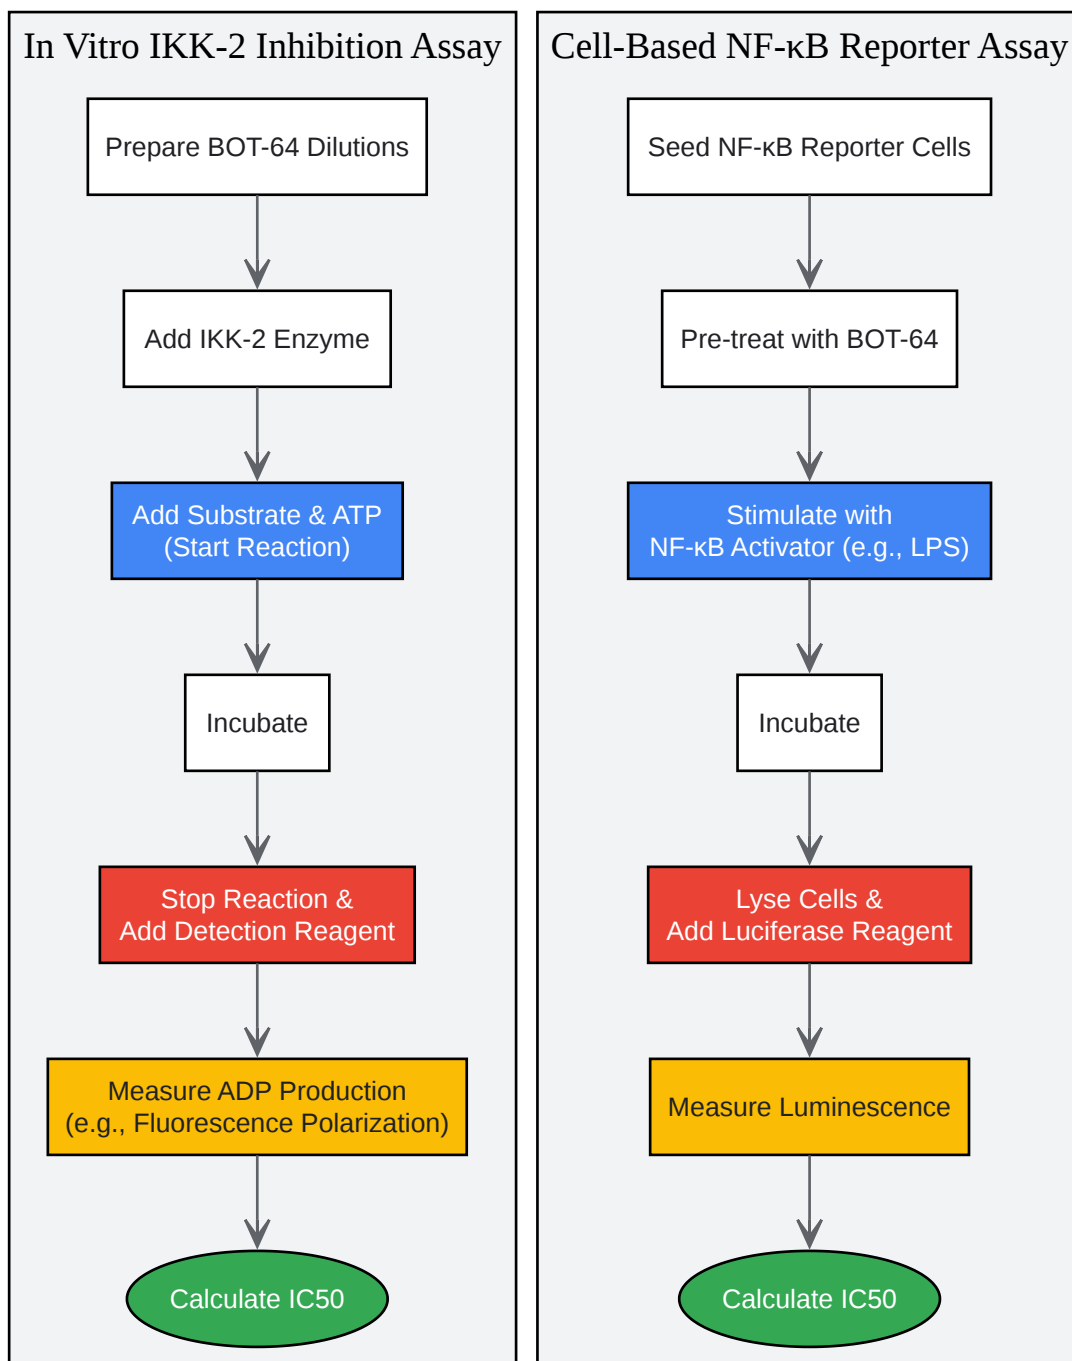 In Vitro IKK-2 Inhibition Assay
Prepare BOT-64 Dilutions
Add IKK-2 Enzyme
Add Substrate & ATP
(Start Reaction)
Incubate
Stop Reaction &
Add Detection Reagent
Measure ADP Production
(e.g., Fluorescence Polarization)
Calculate IC50
Cell-Based NF-κB Reporter Assay
Seed NF-κB Reporter Cells
Pre-treat with BOT-64
Stimulate with
NF-κB Activator (e.g., LPS)
Incubate
Lyse Cells &
Add Luciferase Reagent
Measure Luminescence
Calculate IC50